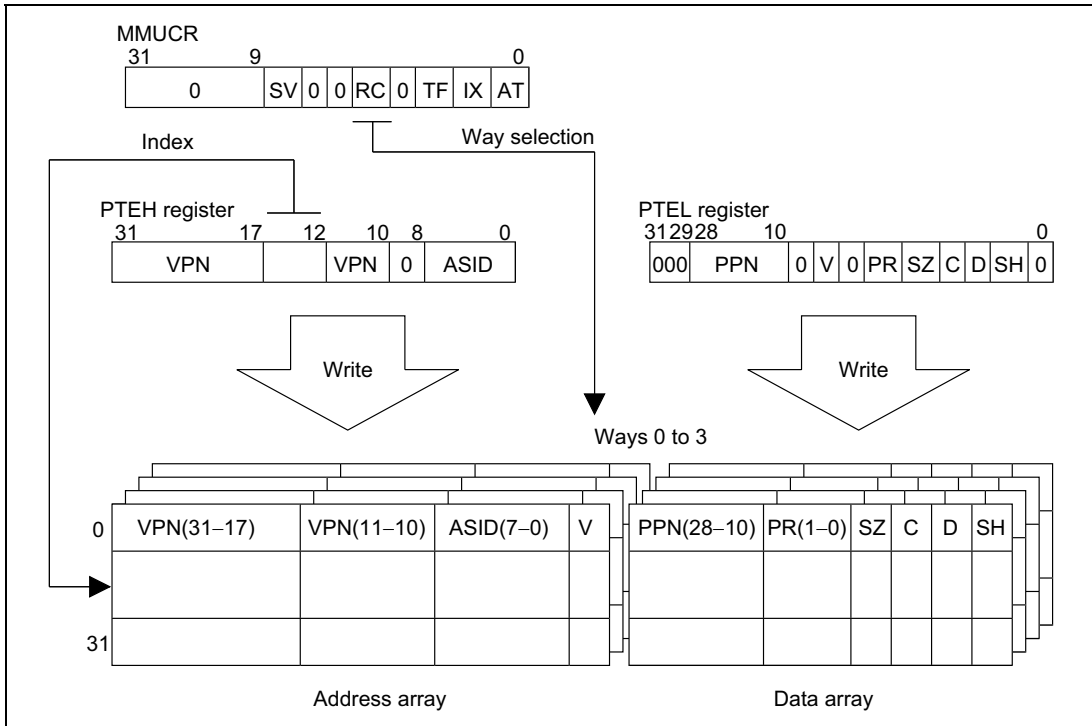 MMUCR
31 9 0
0 SV 0 0 RC 0 TF IX AT
Index
Way selection
PTEH register
31 17 12 10 8 0
VPN VPN 0 ASID
PTEL register
31 29 28 10 0
000 PPN 0 V 0 PR SZ C D SH 0
Write
Write
Ways 0 to 3
0 VPN(31–17) VPN(11–10) ASID(7–0) V
PPN(28–10) PR(1–0) SZ C D SH
31
Address array
Data array